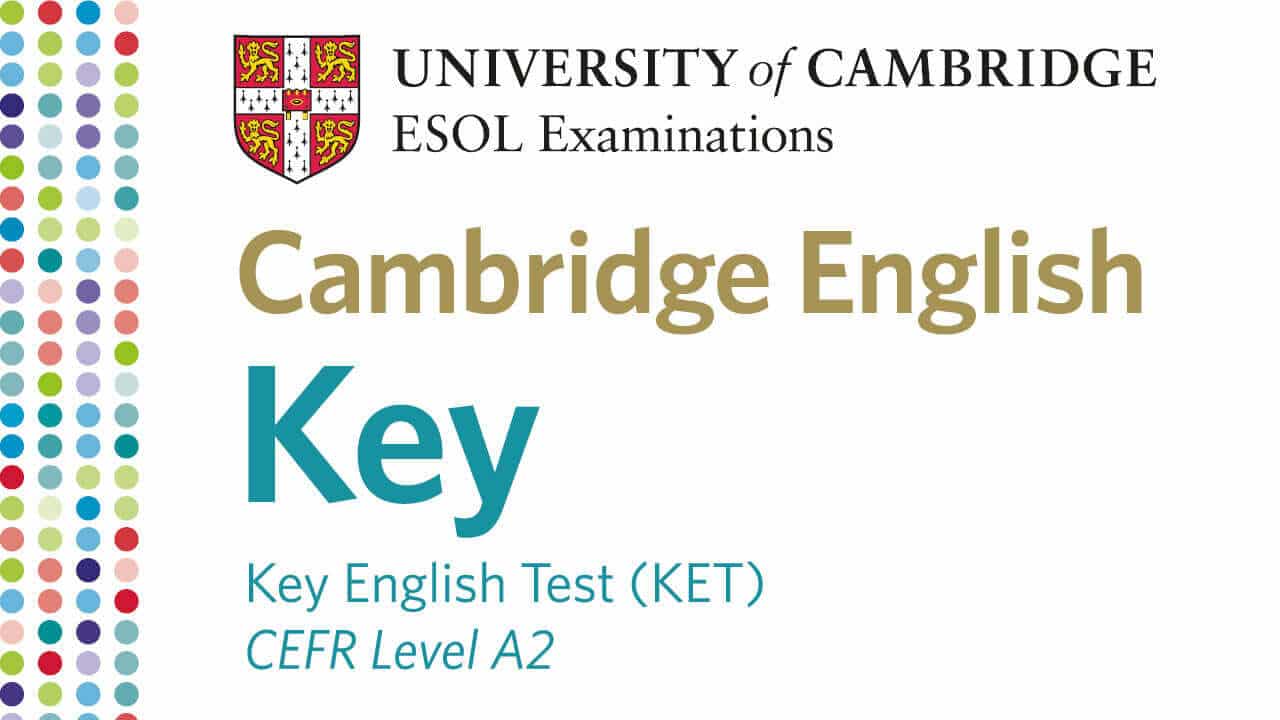 UNIVERSITY of CAMBRIDGE
ESOL Examinations
Cambridge English
Key
Key English Test (KET)
CEFR Level A2